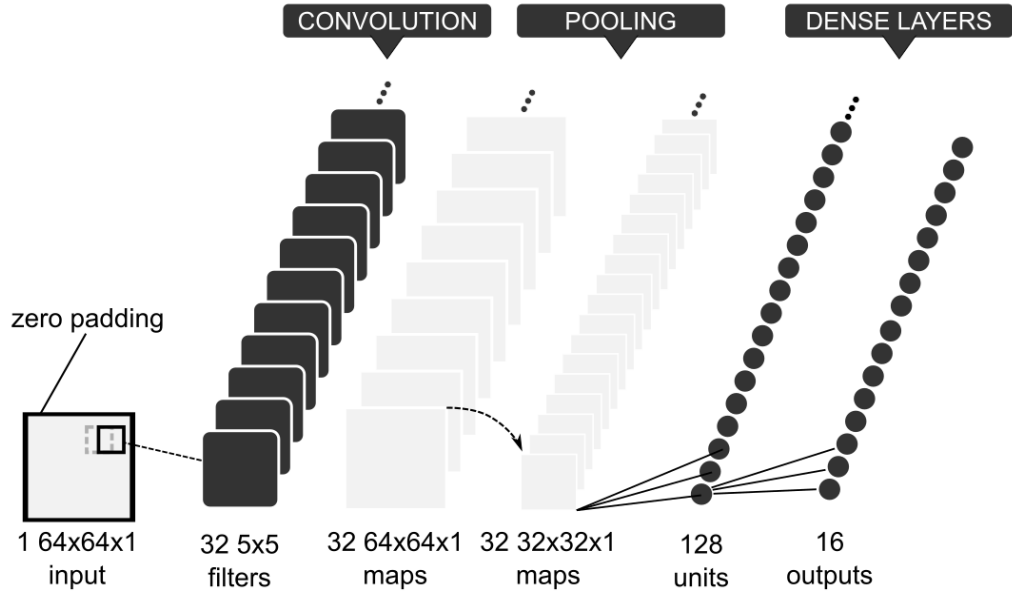 CONVOLUTION
POOLING
DENSE LAYERS
zero padding
1 64x64x1
input
32 5x5
filters
32 64x64x1
maps
32 32x32x1
maps
128
units
16
outputs